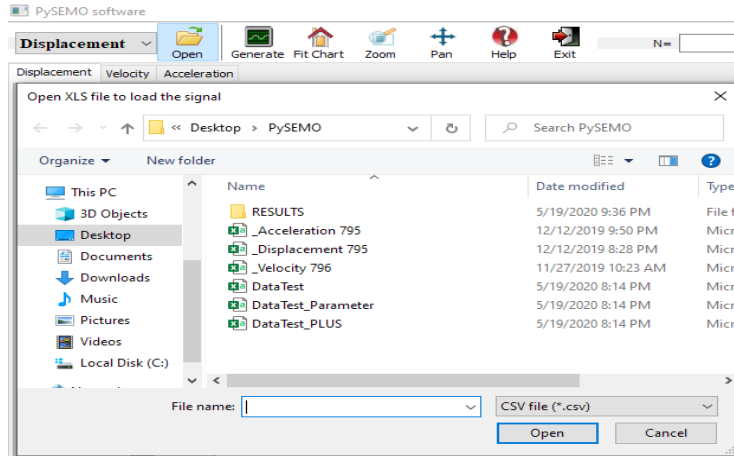 PySEMO software
Displacement
Open Generate Fit Chart Zoom Pan Help Exit N=
Displacement Velocity Acceleration
Open XLS file to load the signal
« Desktop > PySEMO Search PySEMO
Organize New folder
This PC Name Date modified Type
3D Objects RESULTS 5/19/2020 9:36 PM File f
Desktop _Acceleration 795 12/12/2019 9:50 PM Micr
Documents _Displacement 795 12/12/2019 8:28 PM Micr
Downloads _Velocity 796 11/27/2019 10:23 AM Micr
Music DataTest 5/19/2020 8:14 PM Micr
Pictures DataTest_Parameter 5/19/2020 8:14 PM Micr
Videos DataTest_PLUS 5/19/2020 8:14 PM Micr
Local Disk (C:)
File name: CSV file (*.csv)
Open Cancel